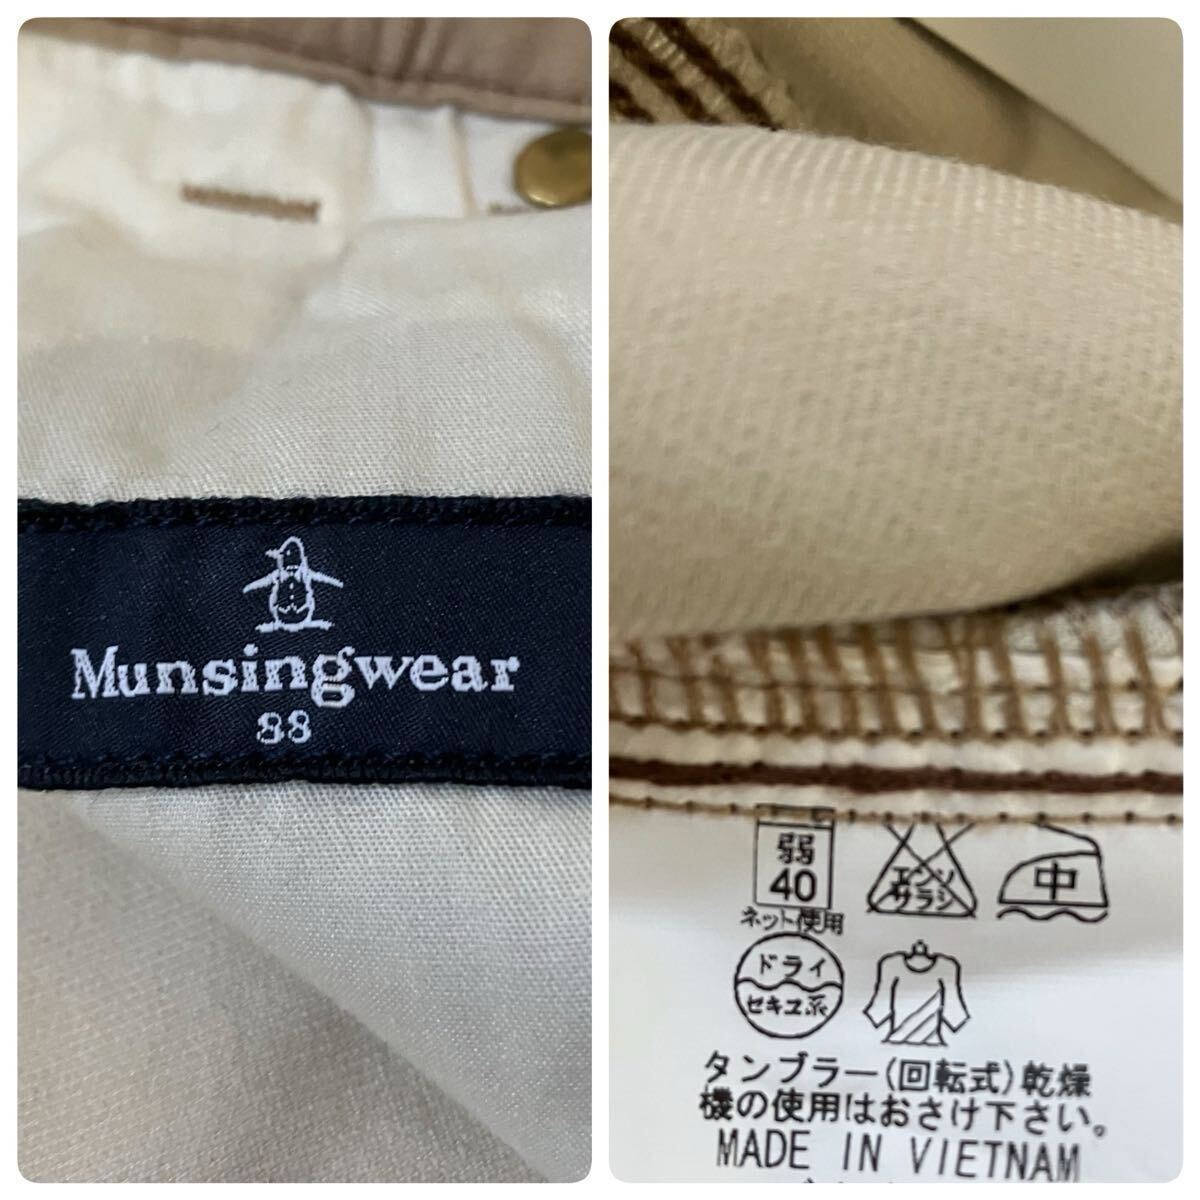 Munsingwear
88
弱
40
ネット使用
エンソ
サラシ
中
ドライ
セキユ系
タンブラー(回転式)乾燥
機の使用はおさけ下さい。
MADE IN VIETNAM